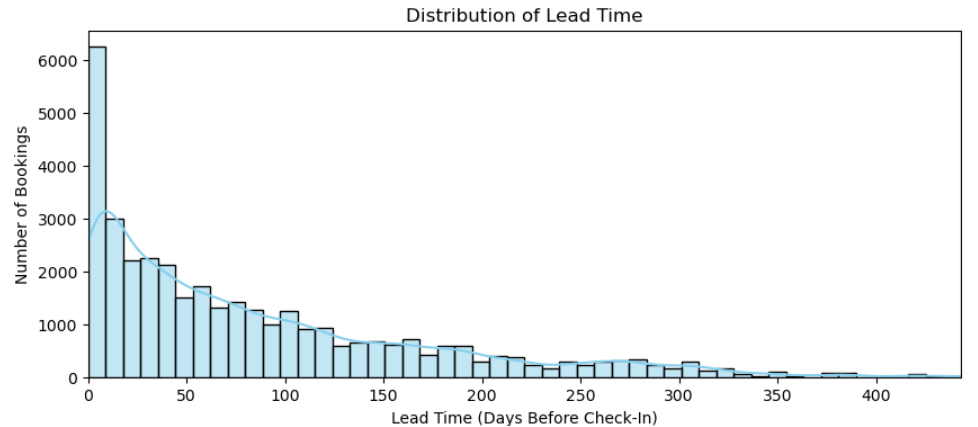 Distribution of Lead Time
6000
5000
4000
3000
2000
1000
0
Number of Bookings
0 50 100 150 200 250 300 350 400
Lead Time (Days Before Check-In)